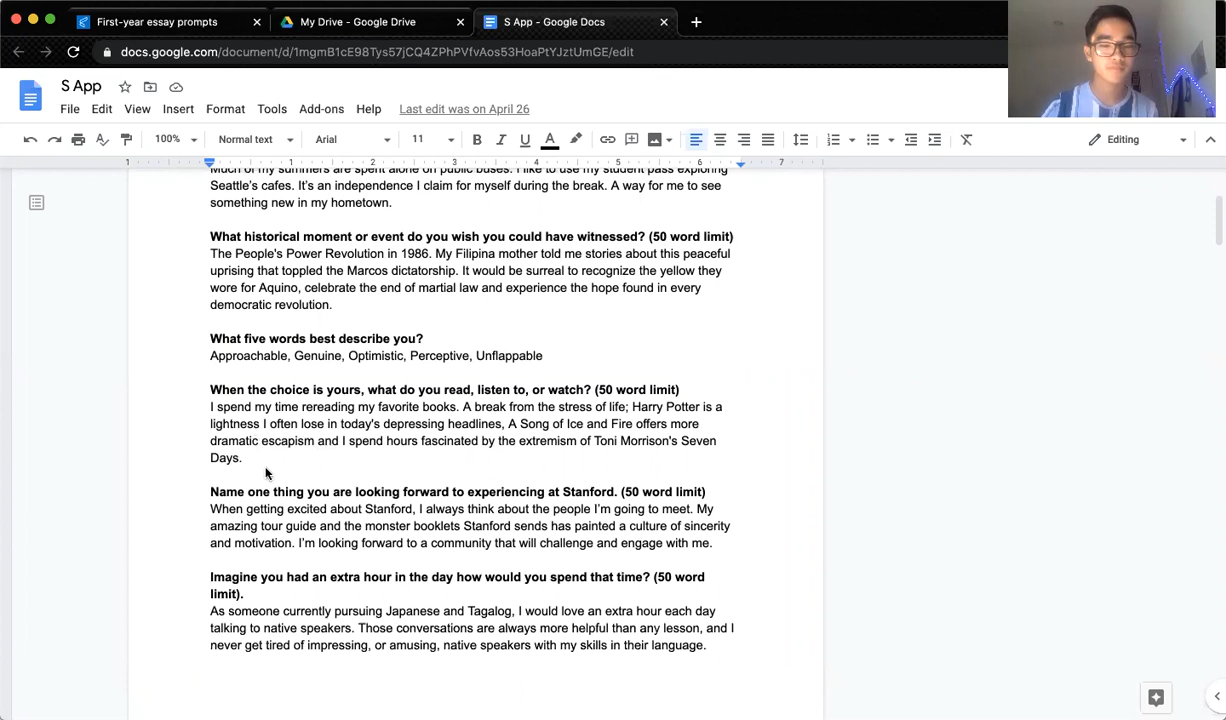 First-year essay prompts
My Drive - Google Drive
S App - Google Docs
docs.google.com/document/d/1mgmB1cE98Tys57jCQ4ZPhPVfvAos53HoaPtYJztUmGE/edit
S App
File Edit View Insert Format Tools Add-ons Help Last edit was on April 26
100% Normal text Arial 11 B I U A Editing
1 1 2 3 4 5 6 7
Much of my summers are spent alone on public buses. I like to use my student pass exploring
Seattle's cafes. It's an independence I claim for myself during the break. A way for me to see
something new in my hometown.
What historical moment or event do you wish you could have witnessed? (50 word limit)
The People's Power Revolution in 1986. My Filipina mother told me stories about this peaceful
uprising that toppled the Marcos dictatorship. It would be surreal to recognize the yellow they
wore for Aquino, celebrate the end of martial law and experience the hope found in every
democratic revolution.
What five words best describe you?
Approachable, Genuine, Optimistic, Perceptive, Unflappable
When the choice is yours, what do you read, listen to, or watch? (50 word limit)
I spend my time rereading my favorite books. A break from the stress of life; Harry Potter is a
lightness I often lose in today's depressing headlines, A Song of Ice and Fire offers more
dramatic escapism and I spend hours fascinated by the extremism of Toni Morrison's Seven
Days.
Name one thing you are looking forward to experiencing at Stanford. (50 word limit)
When getting excited about Stanford, I always think about the people I'm going to meet. My
amazing tour guide and the monster booklets Stanford sends has painted a culture of sincerity
and motivation. I'm looking forward to a community that will challenge and engage with me.
Imagine you had an extra hour in the day how would you spend that time? (50 word
limit).
As someone currently pursuing Japanese and Tagalog, I would love an extra hour each day
talking to native speakers. Those conversations are always more helpful than any lesson, and I
never get tired of impressing, or amusing, native speakers with my skills in their language.